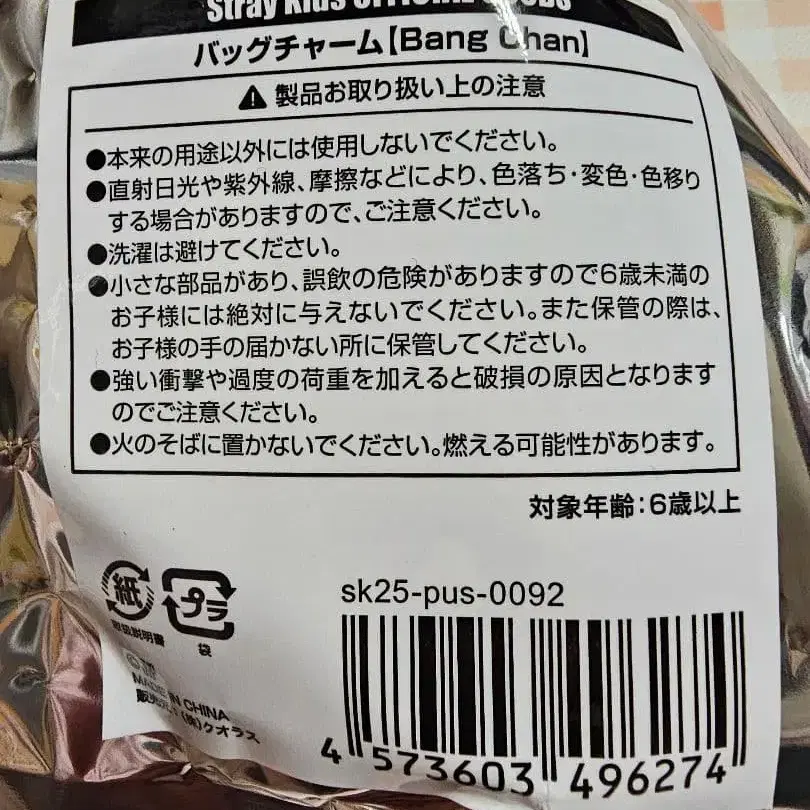 Stray Kids OFFICIAL GOODS
バッグチャーム【Bang Chan】
製品お取り扱い上の注意
●本来の用途以外には使用しないでください。
●直射日光や紫外線、摩擦などにより、色落ち・変色・色移り
する場合がありますので、ご注意ください。
●洗濯は避けてください。
●小さな部品があり、誤飲の危険がありますので6歳未満の
お子様には絶対に与えないでください。また保管の際は、
お子様の手の届かない所に保管してください。
●強い衝撃や過度の荷重を加えると破損の原因となります
のでご注意ください。
●火のそばに置かないでください。燃える可能性があります。
対象年齢:6歳以上
紙
取扱説明書
プラ
袋
sk25-pus-0092
MADE IN CHINA
販売元:(株)クオラス
4 573603 496274